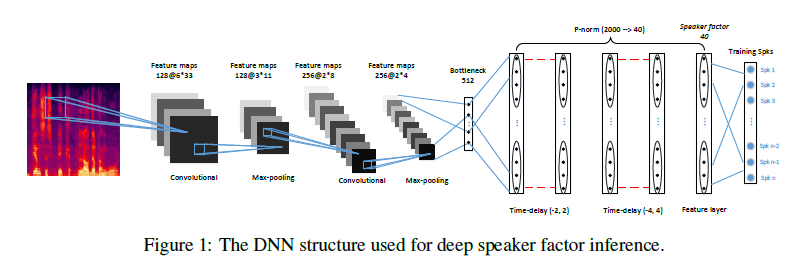 P-norm (2000 --> 40)
Speaker factor
40
Feature maps
128@6*33
Feature maps
128@3*11
Feature maps
256@2*8
Feature maps
256@2*4
Bottleneck
512
Training Spks
Spk 1
Spk 2
Spk 3
Spk n-2
Spk n-1
Spk n
Convolutional
Max-pooling
Convolutional
Max-pooling
Time-delay (-2, 2)
Time-delay (-4, 4)
Feature layer
Figure 1: The DNN structure used for deep speaker factor inference.